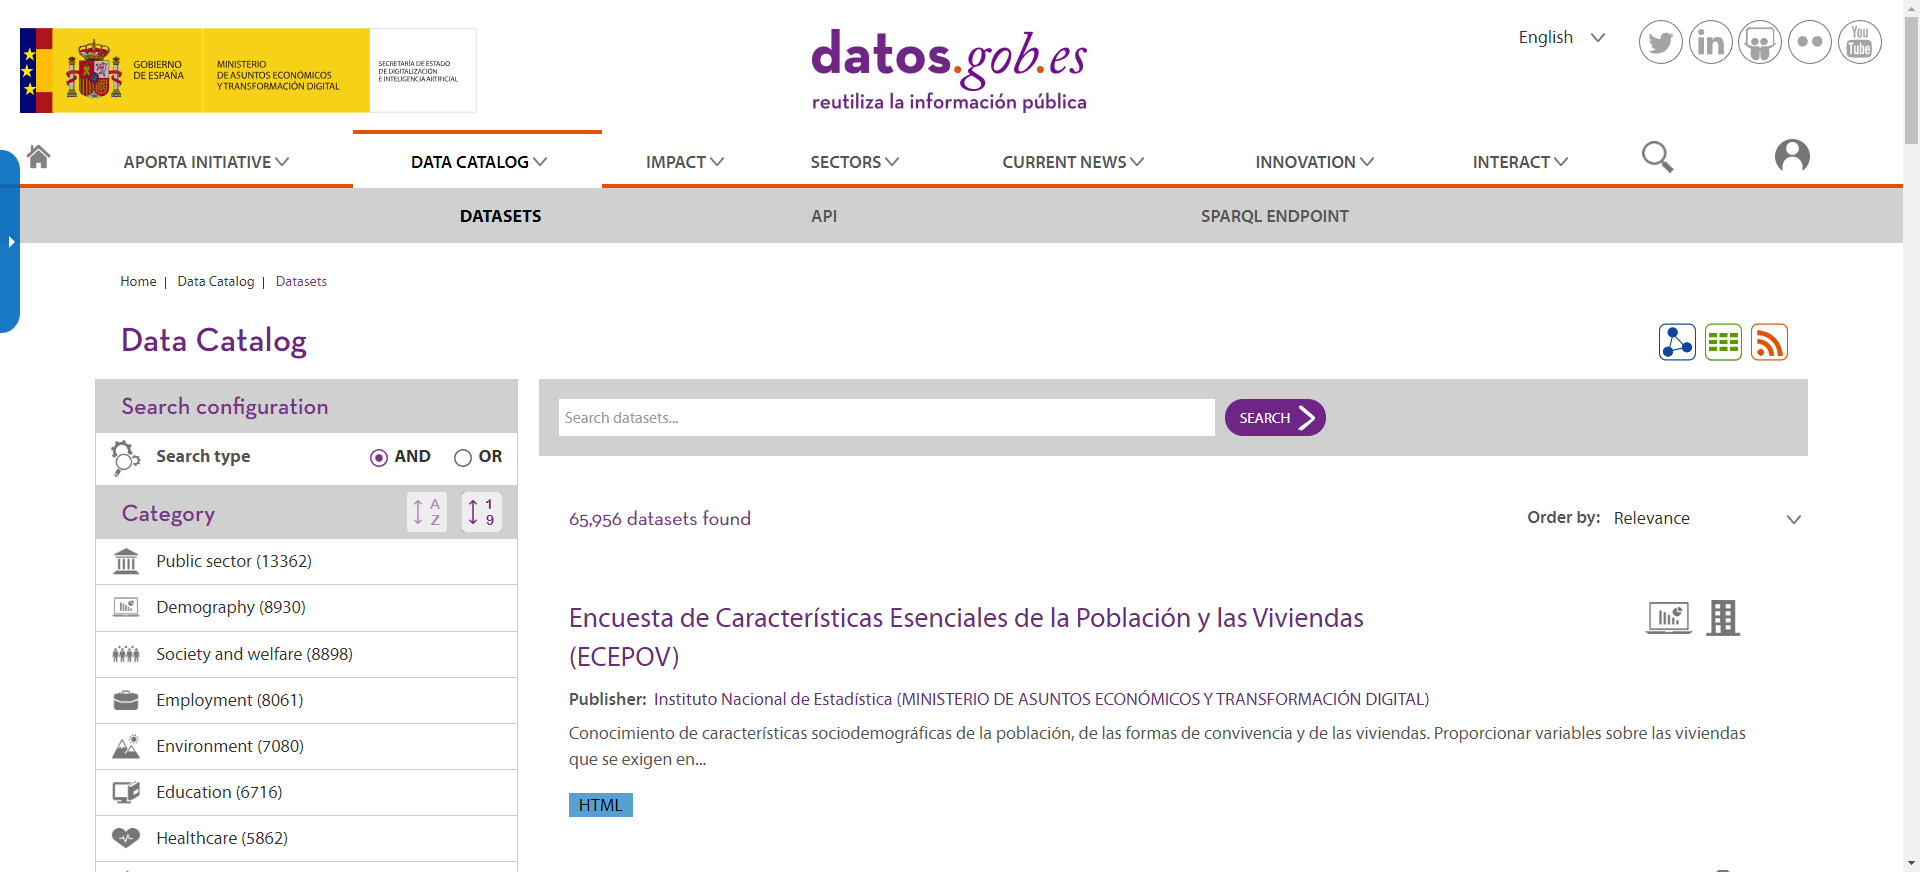 GOBIERNO
DE ESPAÑA
MINISTERIO
DE ASUNTOS ECONÓMICOS
Y TRANSFORMACIÓN DIGITAL
SECRETARÍA DE ESTADO
DE DIGITALIZACIÓN
E INTELIGENCIA ARTIFICIAL
datos.gob.es
reutiliza la información pública
English
in
You
Tube
APORTA INITIATIVE
DATA CATALOG
IMPACT
SECTORS
CURRENT NEWS
INNOVATION
INTERACT
DATASETS
API
SPARQL ENDPOINT
Home | Data Catalog | Datasets
Data Catalog
Search configuration
Search type
AND
OR
Category
A
Z
1
9
Public sector (13362)
Demography (8930)
Society and welfare (8898)
Employment (8061)
Environment (7080)
Education (6716)
Healthcare (5862)
Search datasets...
SEARCH
65,956 datasets found
Order by: Relevance
Encuesta de Características Esenciales de la Población y las Viviendas
(ECEPOV)
Publisher: Instituto Nacional de Estadística (MINISTERIO DE ASUNTOS ECONÓMICOS Y TRANSFORMACIÓN DIGITAL)
Conocimiento de características sociodemográficas de la población, de las formas de convivencia y de las viviendas. Proporcionar variables sobre las viviendas
que se exigen en...
HTML